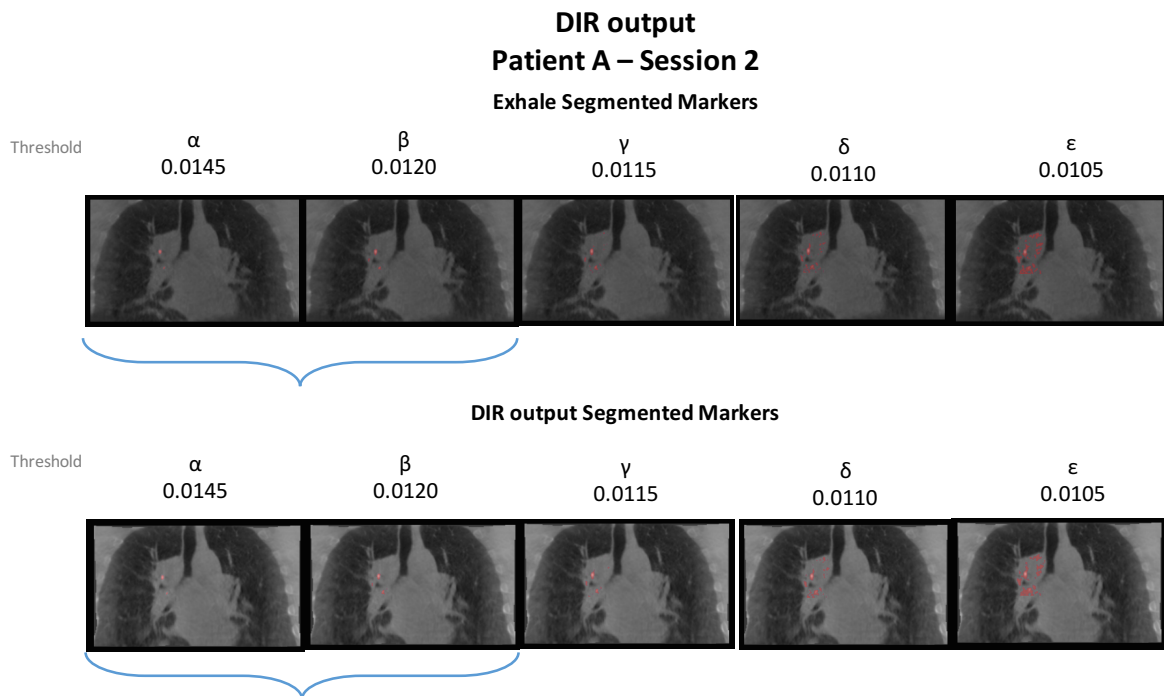 DIR output
Patient A – Session 2
Exhale Segmented Markers
Threshold
α β γ δ ε
0.0145 0.0120 0.0115 0.0110 0.0105
DIR output Segmented Markers
Threshold
α β γ δ ε
0.0145 0.0120 0.0115 0.0110 0.0105